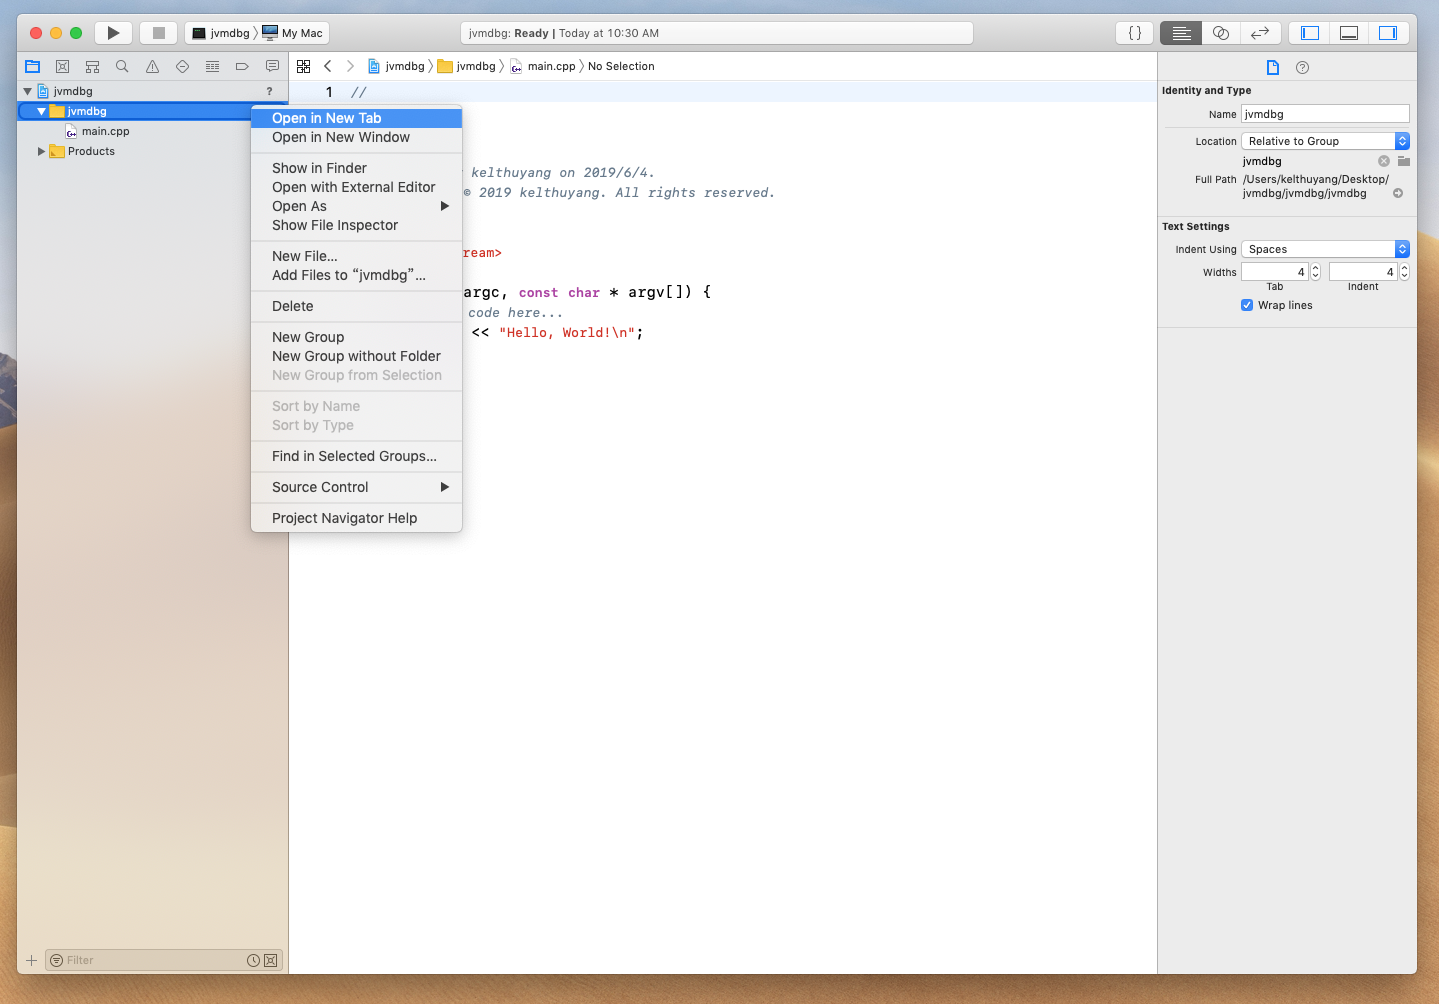 jvmdbg 〉 My Mac
jvmdbg: Ready | Today at 10:30 AM
{ }
jvmdbg 〉 jvmdbg 〉 main.cpp 〉 No Selection
jvmdbg ?
jvmdbg
main.cpp
Products
Filter
Open in New Tab
Open in New Window
Show in Finder
Open with External Editor
Open As
Show File Inspector
New File...
Add Files to “jvmdbg”...
Delete
New Group
New Group without Folder
New Group from Selection
Sort by Name
Sort by Type
Find in Selected Groups...
Source Control
Project Navigator Help
1 //
kelthuyang on 2019/6/4.
© 2019 kelthuyang. All rights reserved.
ream>
argc, const char * argv[]) {
code here...
<< "Hello, World!\n";
Identity and Type
Name jvmdbg
Location Relative to Group
jvmdbg
Full Path /Users/kelthuyang/Desktop/
jvmdbg/jvmdbg/jvmdbg
Text Settings
Indent Using Spaces
Widths 4 4
Tab Indent
Wrap lines